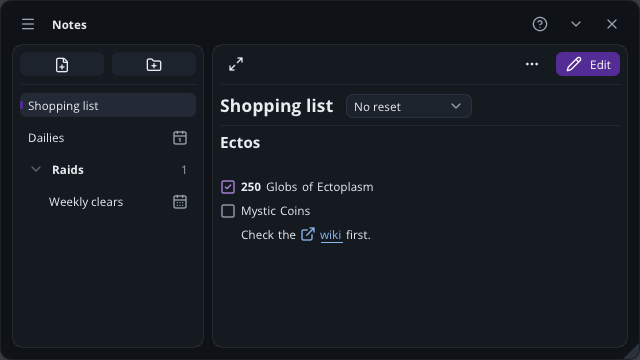 Notes
Edit
Shopping list
Dailies
Raids 1
Weekly clears
Shopping list No reset
Ectos
250 Globs of Ectoplasm
Mystic Coins
Check the wiki first.